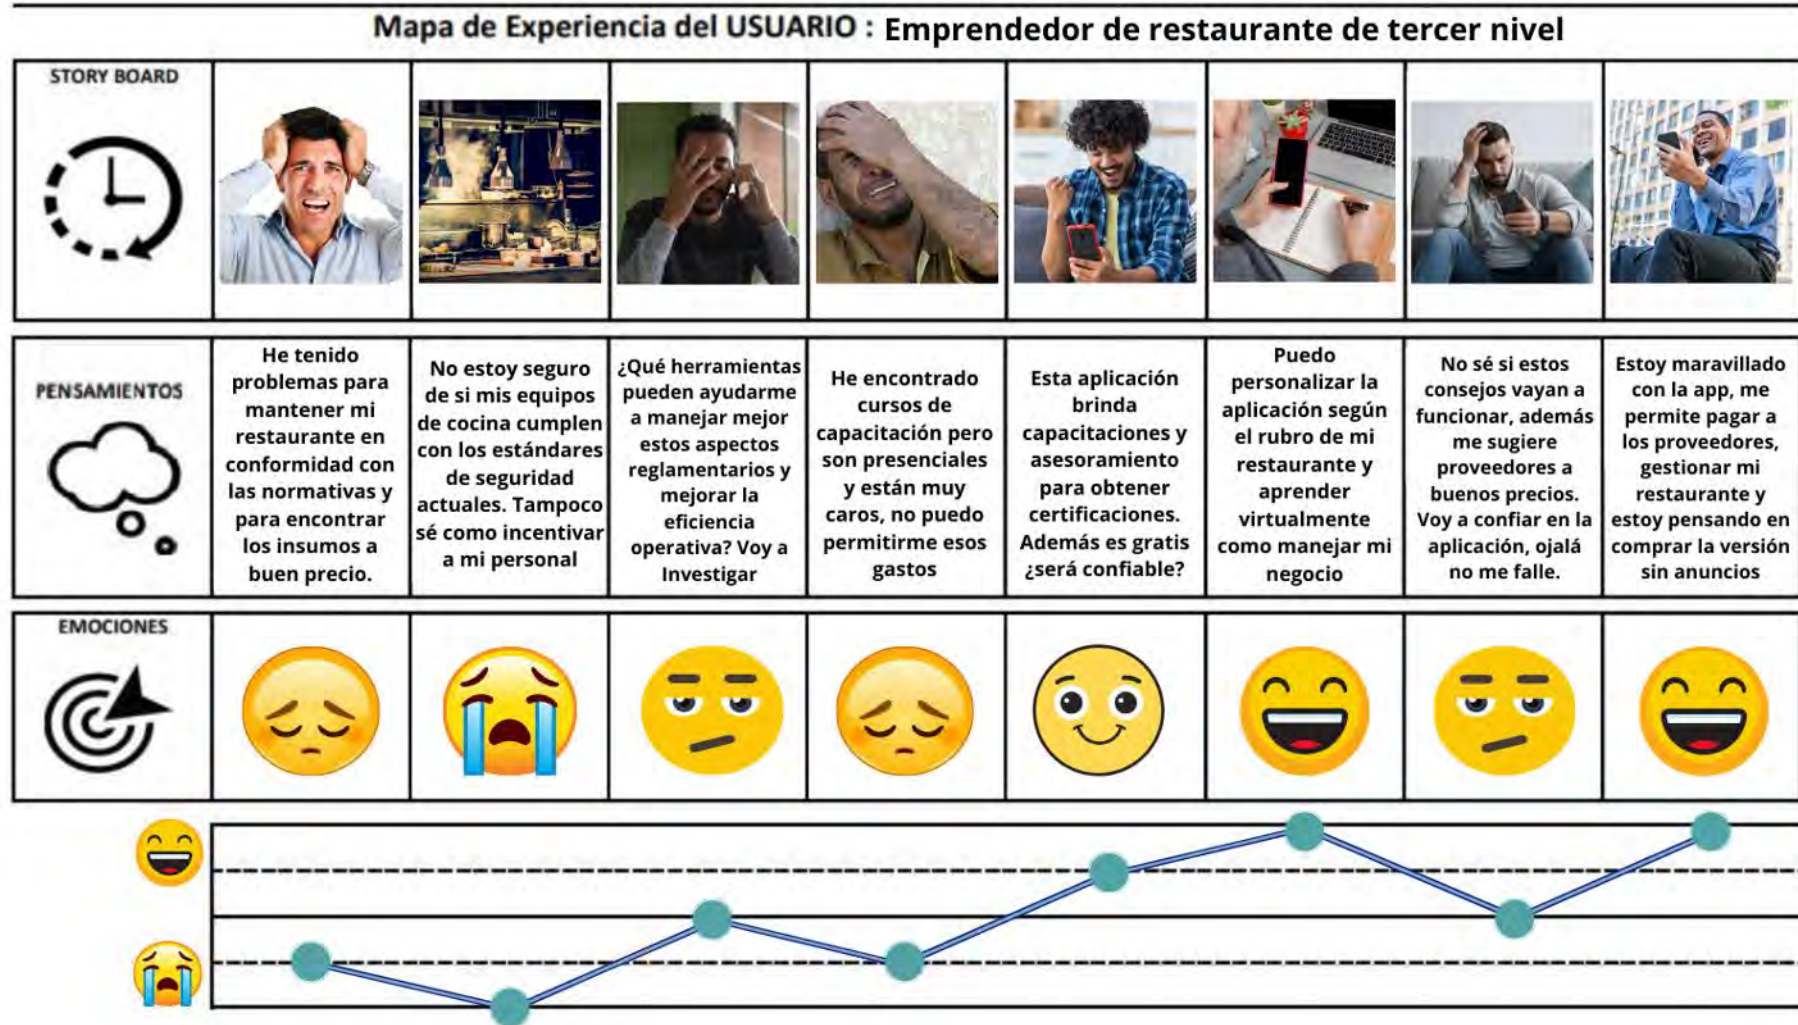 Mapa de Experiencia del USUARIO : Emprendedor de restaurante de tercer nivel
STORY BOARD
PENSAMIENTOS
He tenido
problemas para
mantener mi
restaurante en
conformidad con
las normativas y
para encontrar
los insumos a
buen precio.
No estoy seguro
de si mis equipos
de cocina cumplen
con los estándares
de seguridad
actuales. Tampoco
sé como incentivar
a mi personal
¿Qué herramientas
pueden ayudarme
a manejar mejor
estos aspectos
reglamentarios y
mejorar la
eficiencia
operativa? Voy a
Investigar
He encontrado
cursos de
capacitación pero
son presenciales
y están muy
caros, no puedo
permitirme esos
gastos
Esta aplicación
brinda
capacitaciones y
asesoramiento
para obtener
certificaciones.
Además es gratis
¿será confiable?
Puedo
personalizar la
aplicación según
el rubro de mi
restaurante y
aprender
virtualmente
como manejar mi
negocio
No sé si estos
consejos vayan a
funcionar, además
me sugiere
proveedores a
buenos precios.
Voy a confiar en la
aplicación, ojalá
no me falle.
Estoy maravillado
con la app, me
permite pagar a
los proveedores,
gestionar mi
restaurante y
estoy pensando en
comprar la versión
sin anuncios
EMOCIONES